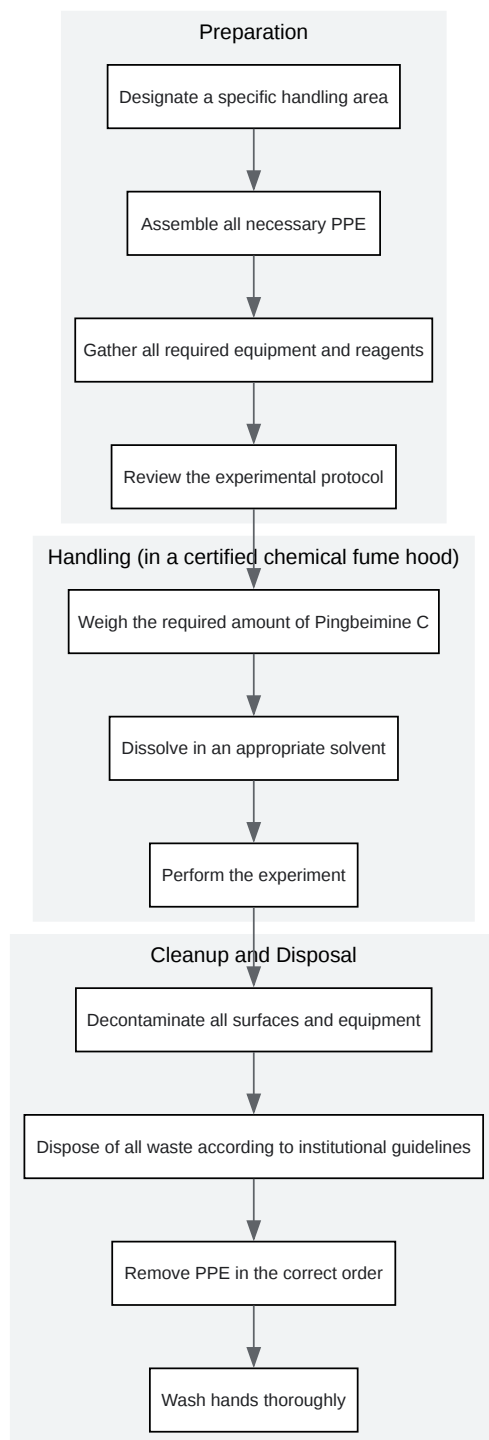 Preparation
Designate a specific handling area
Assemble all necessary PPE
Gather all required equipment and reagents
Review the experimental protocol
Handling (in a certified chemical fume hood)
Weigh the required amount of Pingbeimine C
Dissolve in an appropriate solvent
Perform the experiment
Cleanup and Disposal
Decontaminate all surfaces and equipment
Dispose of all waste according to institutional guidelines
Remove PPE in the correct order
Wash hands thoroughly